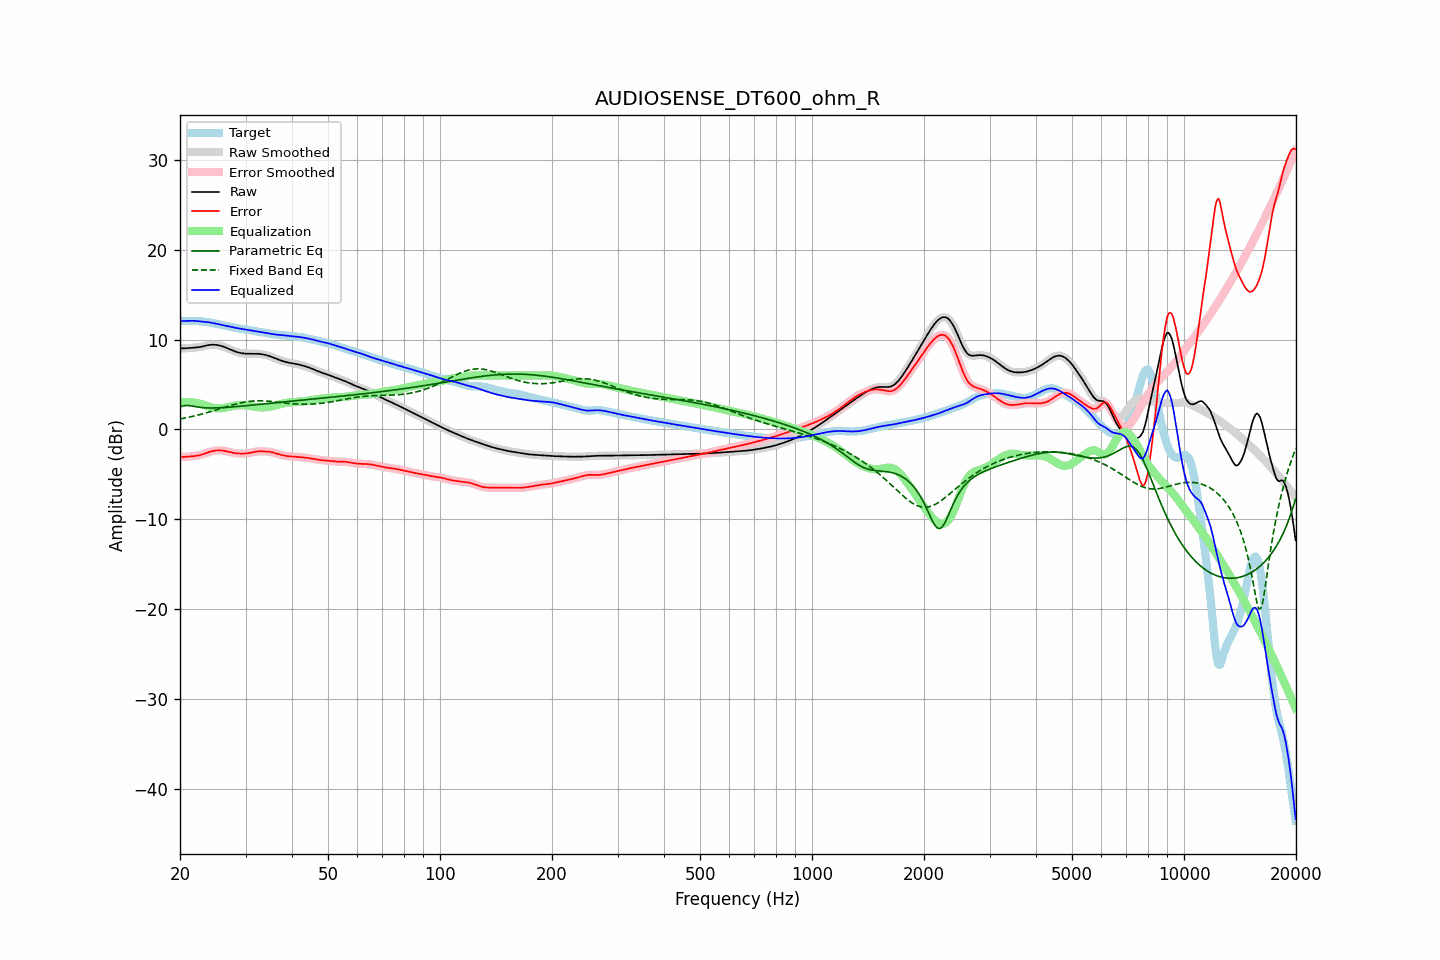 AUDIOSENSE_DT600_ohm_R
Target
Raw Smoothed
Error Smoothed
Raw
Error
Equalization
Parametric Eq
Fixed Band Eq
Equalized
30
20
10
0
−10
−20
−30
−40
Amplitude (dBr)
20 50 100 200 500 1000 2000 5000 10000 20000
Frequency (Hz)